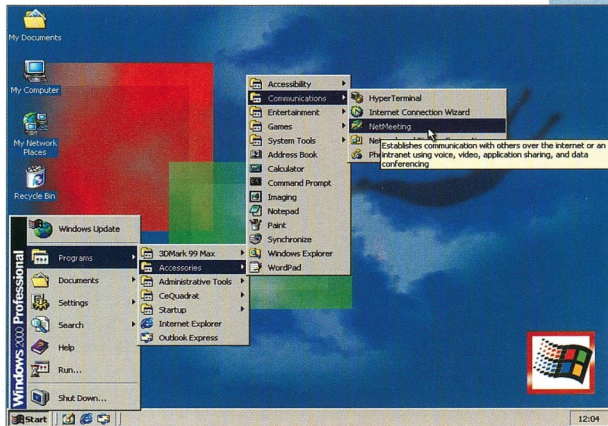 My Documents
My Computer
My Network
Places
Recycle Bin
Windows 2000 Professional
Windows Update
Programs
Documents
Settings
Search
Help
Run...
Shut Down...
3DMark 99 Max
Accessories
Administrative Tools
CeQuadrat
Startup
Internet Explorer
Outlook Express
Accessibility
Communications
Entertainment
Games
System Tools
Address Book
Calculator
Command Prompt
Imaging
Notepad
Paint
Synchronize
Windows Explorer
WordPad
HyperTerminal
Internet Connection Wizard
NetMeeting
Establishes communication with others over the internet or an
intranet using voice, video, application sharing, and data
conferencing
Start
12:04